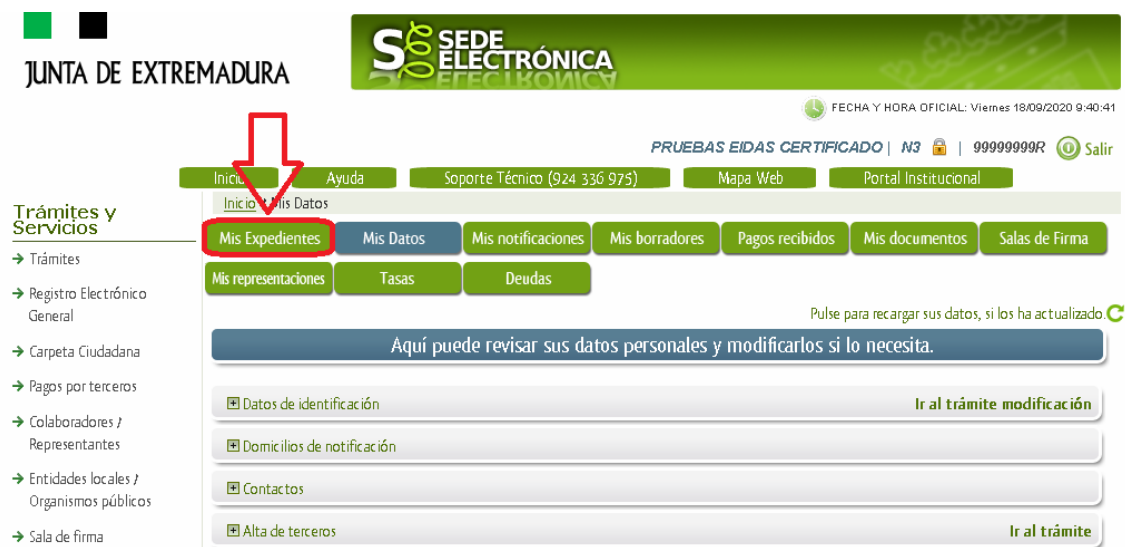 JUNTA DE EXTREMADURA
SEDE
ELECTRÓNICA
FECHA Y HORA OFICIAL: Viernes 18/09/2020 9:40:41
PRUEBAS EIDAS CERTIFICADO | N3 | 99999999R Salir
Inicio Ayuda Soporte Técnico (924 336 975) Mapa Web Portal Institucional
Inicio Mis Datos
Trámites y
Servicios
Trámites
Registro Electrónico
General
Carpeta Ciudadana
Pagos por terceros
Colaboradores /
Representantes
Entidades locales /
Organismos públicos
Sala de firma
Mis Expedientes Mis Datos Mis notificaciones Mis borradores Pagos recibidos Mis documentos Salas de Firma
Mis representaciones Tasas Deudas
Pulse para recargar sus datos, si los ha actualizado.
Aquí puede revisar sus datos personales y modificarlos si lo necesita.
Datos de identificación Ir al trámite modificación
Domicilios de notificación
Contactos
Alta de terceros Ir al trámite